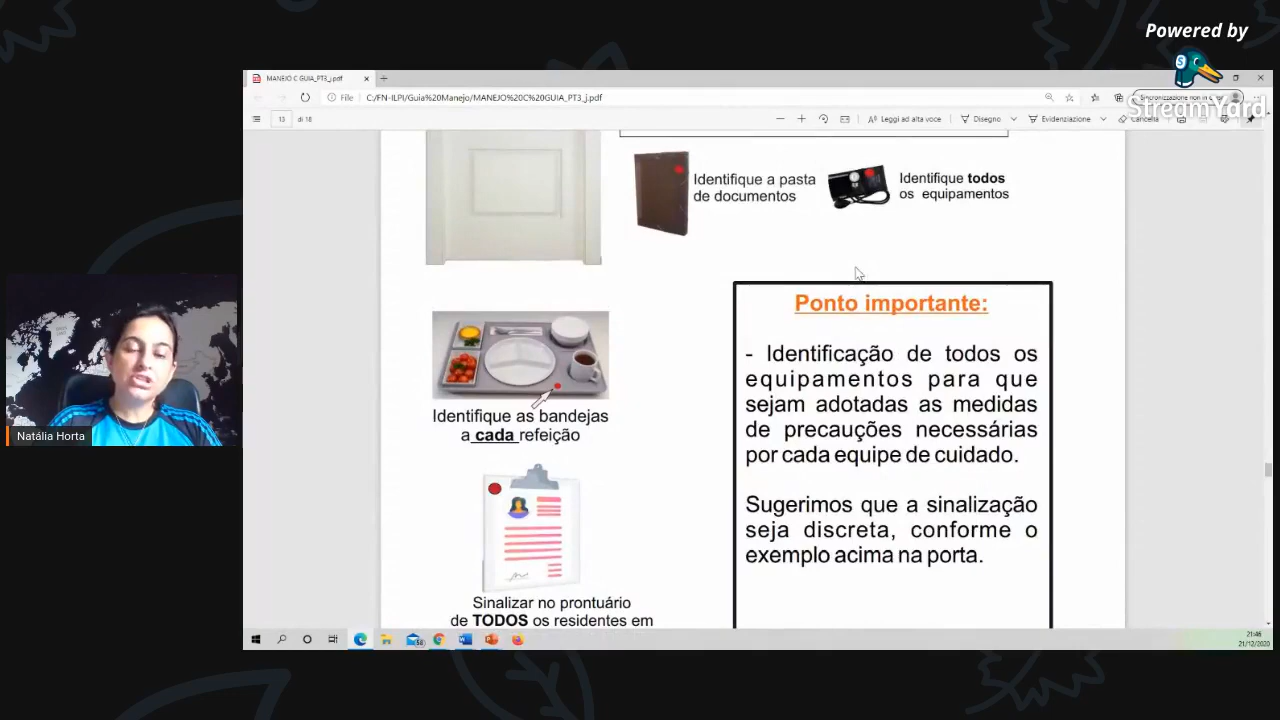 Powered by
StreamYard
MANEJO C GUIA_PT3_j.pdf
File
C:/FN-ILPI/Guia%20Manejo/MANEJO%20C%20GUIA_PT3_j.pdf
13 di 18
Leggi ad alta voce
Disegno
Evidenziazione
Cancella
Identifique a pasta
de documentos
Identifique todos
os equipamentos
Identifique as bandejas
a cada refeição
Sinalizar no prontuário
de TODOS os residentes em
Ponto importante:
- Identificação de todos os
equipamentos para que
sejam adotadas as medidas
de precauções necessárias
por cada equipe de cuidado.
Sugerimos que a sinalização
seja discreta, conforme o
exemplo acima na porta.
Natália Horta
21:46
21/12/2020